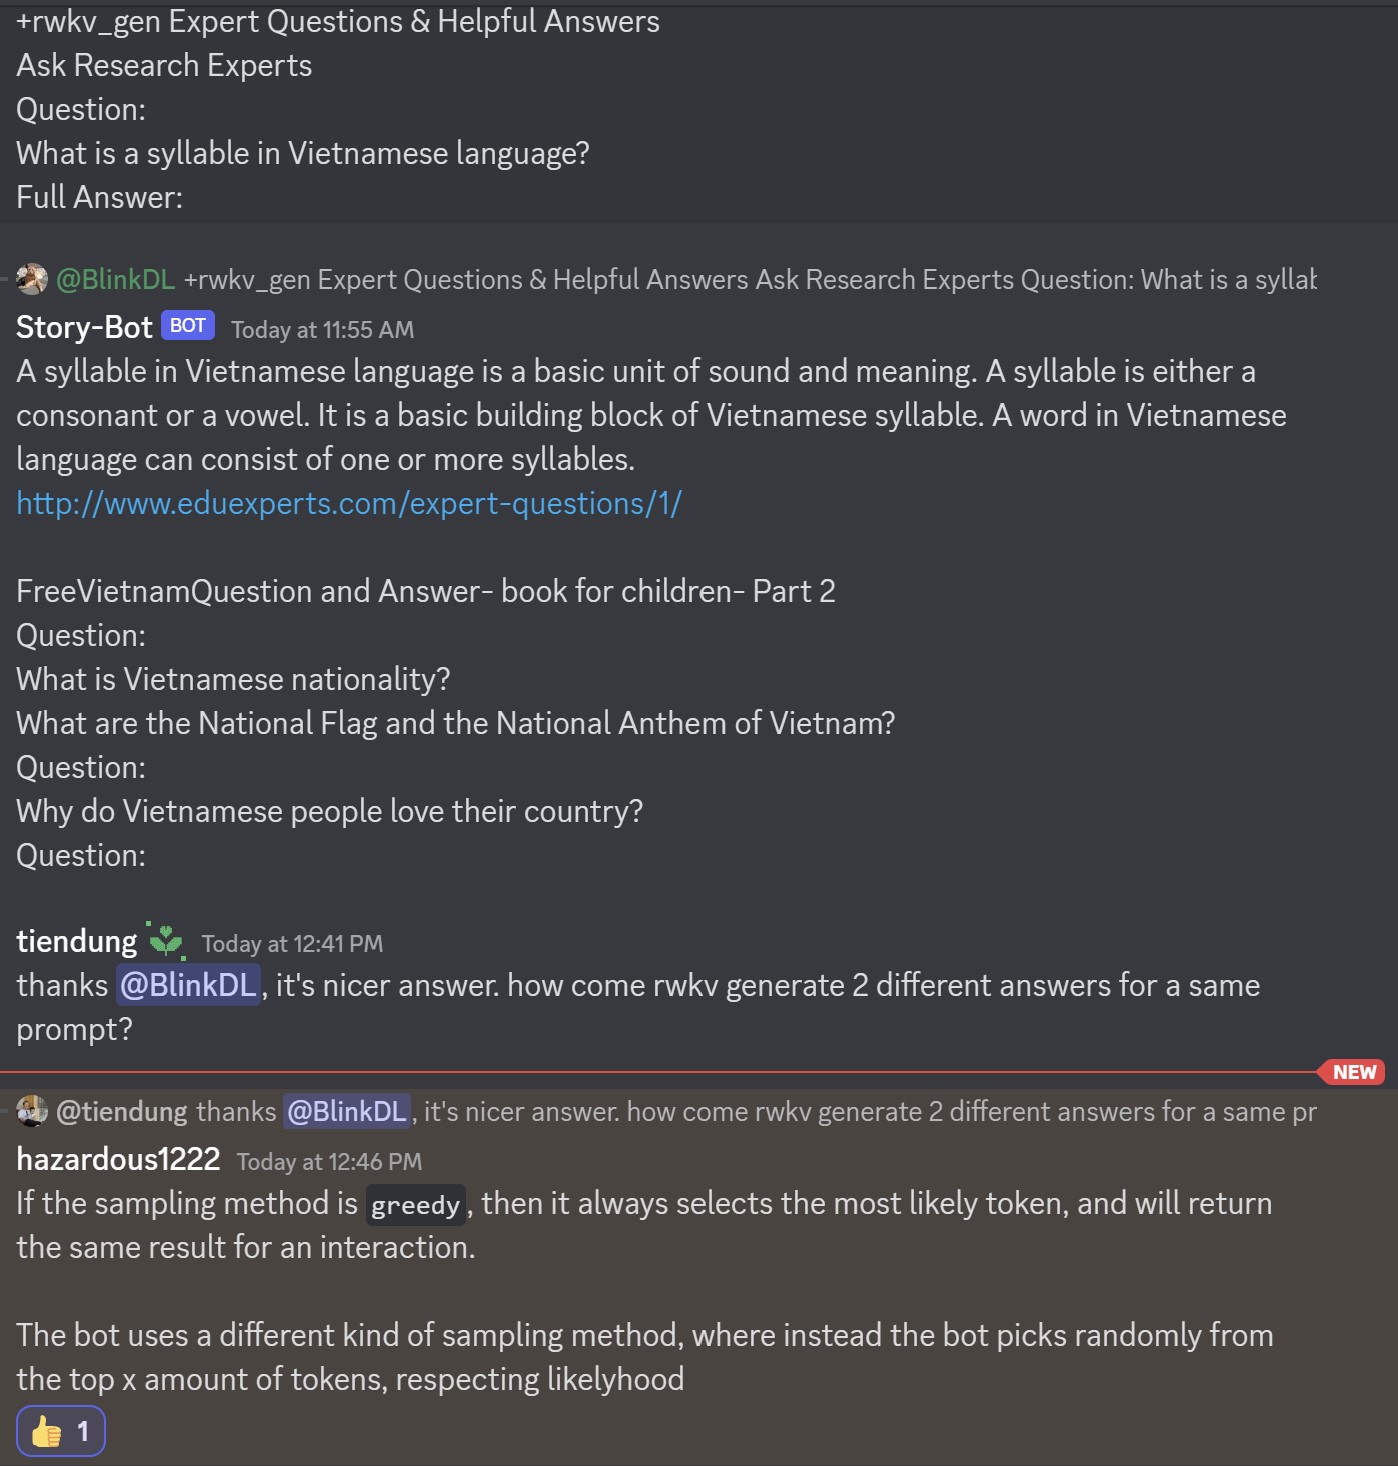 +rwkv_gen Expert Questions & Helpful Answers
Ask Research Experts
Question:
What is a syllable in Vietnamese language?
Full Answer:
@BlinkDL +rwkv_gen Expert Questions & Helpful Answers Ask Research Experts Question: What is a syllab
Story-Bot BOT Today at 11:55 AM
A syllable in Vietnamese language is a basic unit of sound and meaning. A syllable is either a
consonant or a vowel. It is a basic building block of Vietnamese syllable. A word in Vietnamese
language can consist of one or more syllables.
http://www.eduexperts.com/expert-questions/1/
FreeVietnamQuestion and Answer- book for children- Part 2
Question:
What is Vietnamese nationality?
What are the National Flag and the National Anthem of Vietnam?
Question:
Why do Vietnamese people love their country?
Question:
tiendung Today at 12:41 PM
thanks @BlinkDL, it's nicer answer. how come rwkv generate 2 different answers for a same
prompt?
NEW
@tiendung thanks @BlinkDL, it's nicer answer. how come rwkv generate 2 different answers for a same pr
hazardous1222 Today at 12:46 PM
If the sampling method is greedy, then it always selects the most likely token, and will return
the same result for an interaction.
The bot uses a different kind of sampling method, where instead the bot picks randomly from
the top x amount of tokens, respecting likelyhood
1